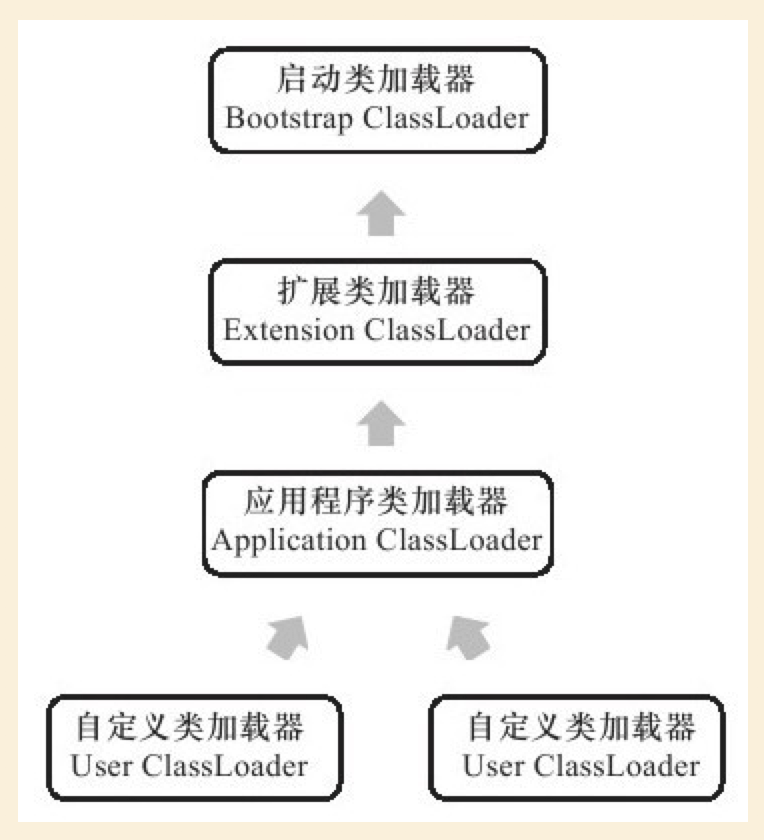 启动类加载器
Bootstrap ClassLoader
扩展类加载器
Extension ClassLoader
应用程序类加载器
Application ClassLoader
自定义类加载器
User ClassLoader
自定义类加载器
User ClassLoader